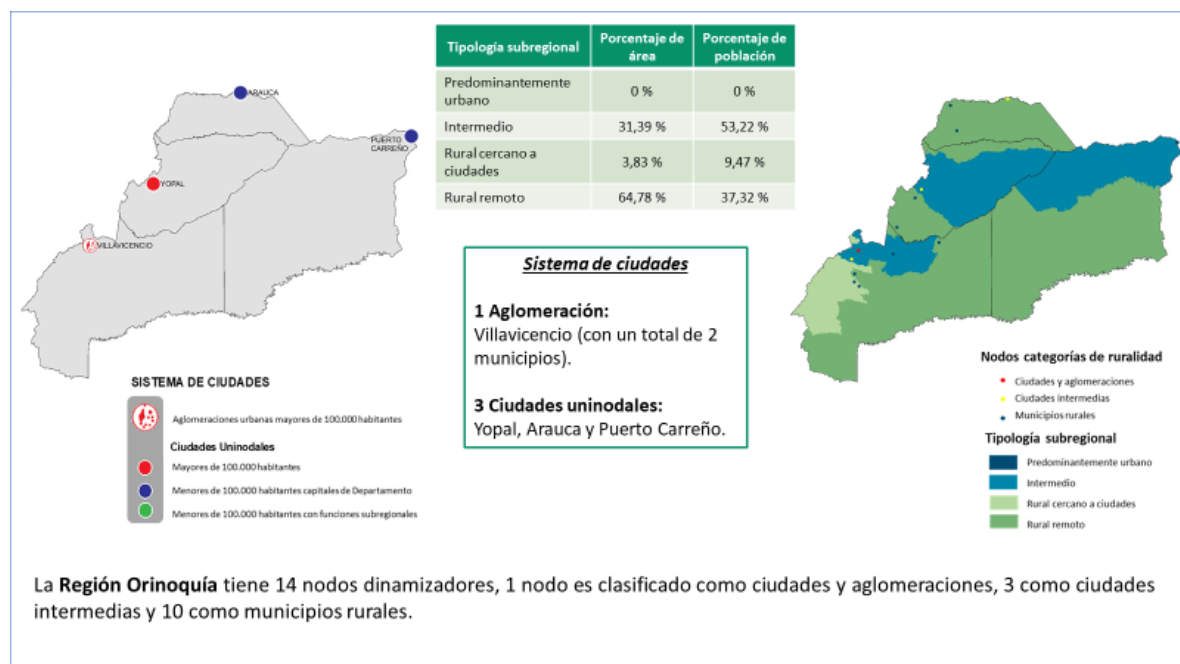 ARAUCA
PUERTO
CARREÑO
YOPAL
VILLAVICENCIO
SISTEMA DE CIUDADES
Aglomeraciones urbanas mayores de 100.000 habitantes
Ciudades Uninodales
Mayores de 100.000 habitantes
Menores de 100.000 habitantes capitales de Departamento
Menores de 100.000 habitantes con funciones subregionales
Tipología subregional Porcentaje de área Porcentaje de población
Predominantemente urbano 0 % 0 %
Intermedio 31,39 % 53,22 %
Rural cercano a ciudades 3,83 % 9,47 %
Rural remoto 64,78 % 37,32 %
Sistema de ciudades
1 Aglomeración:
Villavicencio (con un total de 2
municipios).
3 Ciudades uninodales:
Yopal, Arauca y Puerto Carreño.
Nodos categorías de ruralidad
Ciudades y aglomeraciones
Ciudades intermedias
Municipios rurales
Tipología subregional
Predominantemente urbano
Intermedio
Rural cercano a ciudades
Rural remoto
La Región Orinoquía tiene 14 nodos dinamizadores, 1 nodo es clasificado como ciudades y aglomeraciones, 3 como ciudades
intermedias y 10 como municipios rurales.